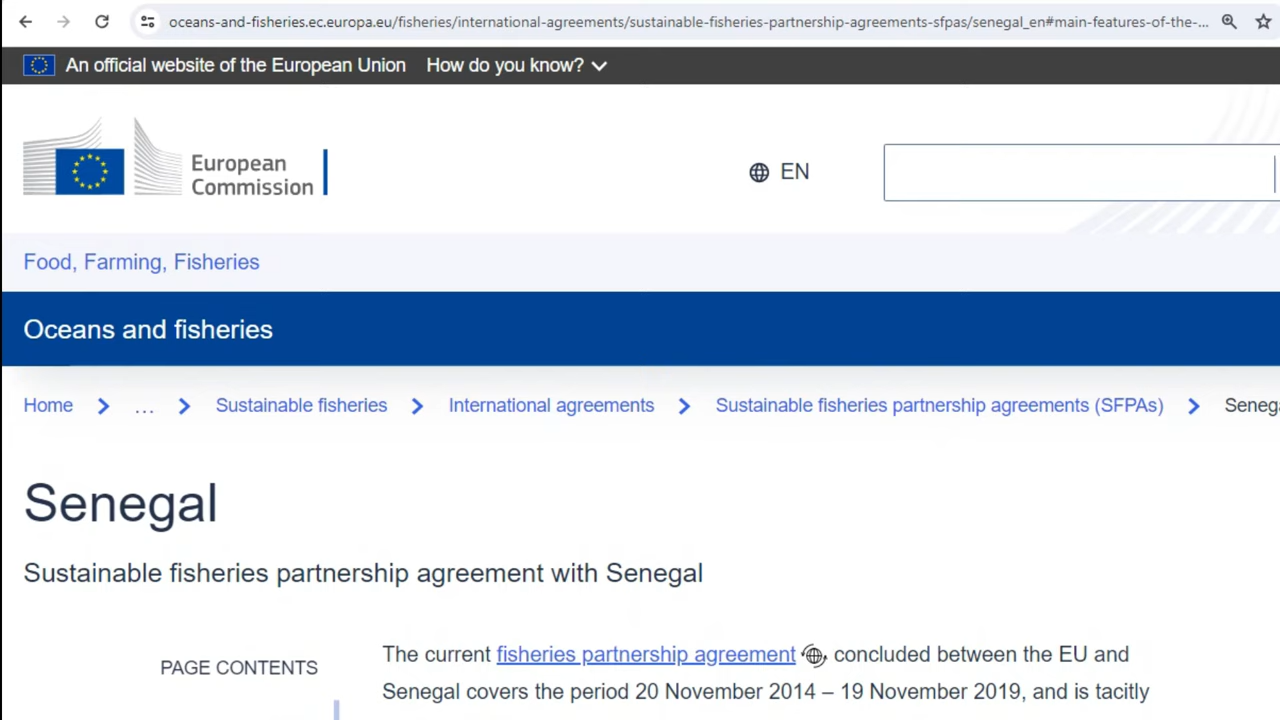 oceans-and-fisheries.ec.europa.eu/fisheries/international-agreements/sustainable-fisheries-partnership-agreements-sfpas/senegal_en#main-features-of-the-...
An official website of the European Union How do you know?
European
Commission
EN
Food, Farming, Fisheries
Oceans and fisheries
Home > ... > Sustainable fisheries > International agreements > Sustainable fisheries partnership agreements (SFPAs) > Seneg
Senegal
Sustainable fisheries partnership agreement with Senegal
PAGE CONTENTS
The current fisheries partnership agreement concluded between the EU and
Senegal covers the period 20 November 2014 – 19 November 2019, and is tacitly